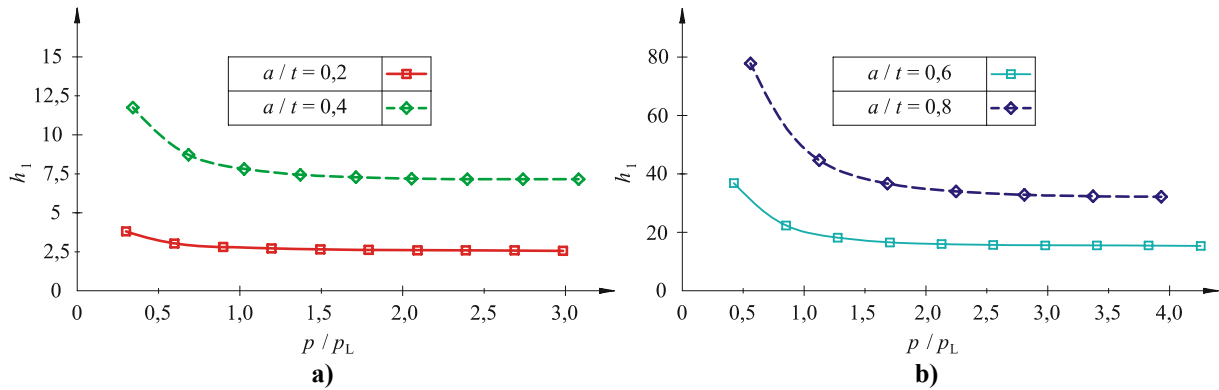 15
12,5
10
7,5
5
2,5
0
h₁
a / t = 0,2
a / t = 0,4
0
0,5
1,0
1,5
2,0
2,5
3,0
p / p_L
a)
80
60
40
20
0
h₁
a / t = 0,6
a / t = 0,8
0
0,5
1,0
1,5
2,0
2,5
3,0
3,5
4,0
p / p_L
b)